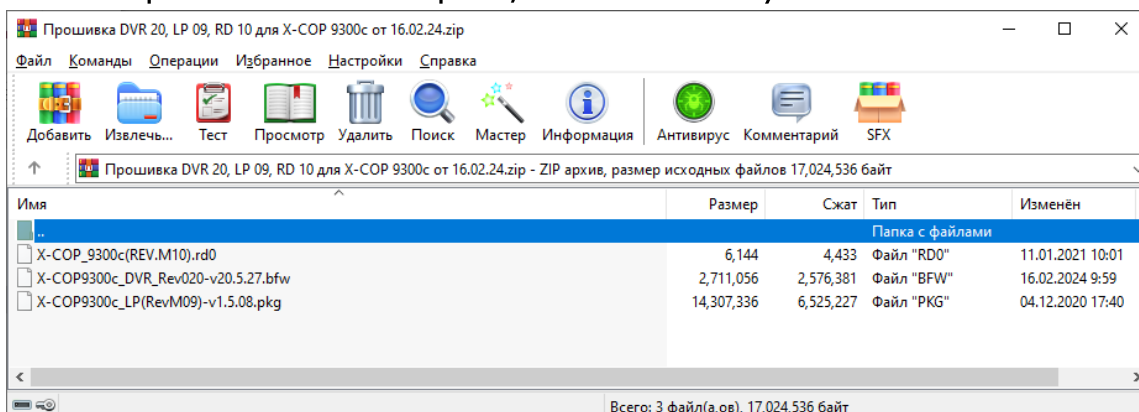 Прошивка DVR 20, LP 09, RD 10 для X-COP 9300с от 16.02.24.zip
Файл Команды Операции Избранное Настройки Справка
Добавить Извлечь... Тест Просмотр Удалить Поиск Мастер Информация Антивирус Комментарий SFX
Прошивка DVR 20, LP 09, RD 10 для X-COP 9300с от 16.02.24.zip - ZIP архив, размер исходных файлов 17,024,536 байт
Имя Размер Сжат Тип Изменён
.. Папка с файлами
X-COP_9300c(REV.M10).rd0 6,144 4,433 Файл "RD0" 11.01.2021 10:01
X-COP9300c_DVR_Rev020-v20.5.27.bfw 2,711,056 2,576,381 Файл "BFW" 16.02.2024 9:59
X-COP9300c_LP(RevM09)-v1.5.08.pkg 14,307,336 6,525,227 Файл "PKG" 04.12.2020 17:40
Всего: 3 файл(а,ов), 17,024,536 байт